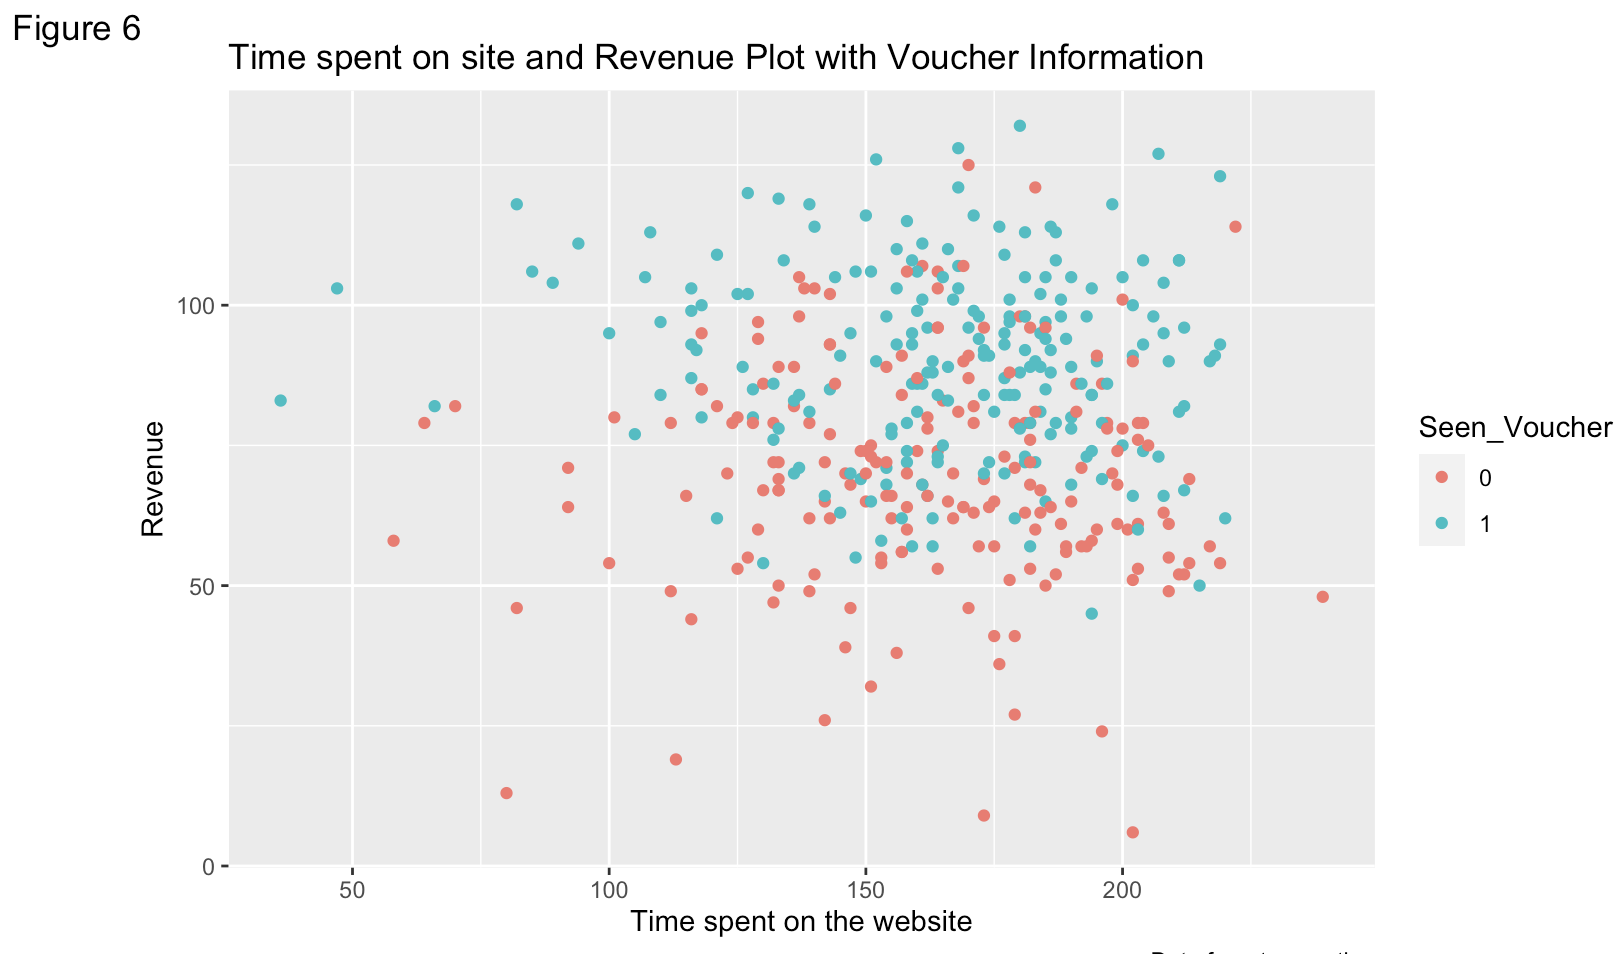 Figure 6
Time spent on site and Revenue Plot with Voucher Information
Revenue
100
50
0
50
100
150
200
Time spent on the website
Seen_Voucher
0
1